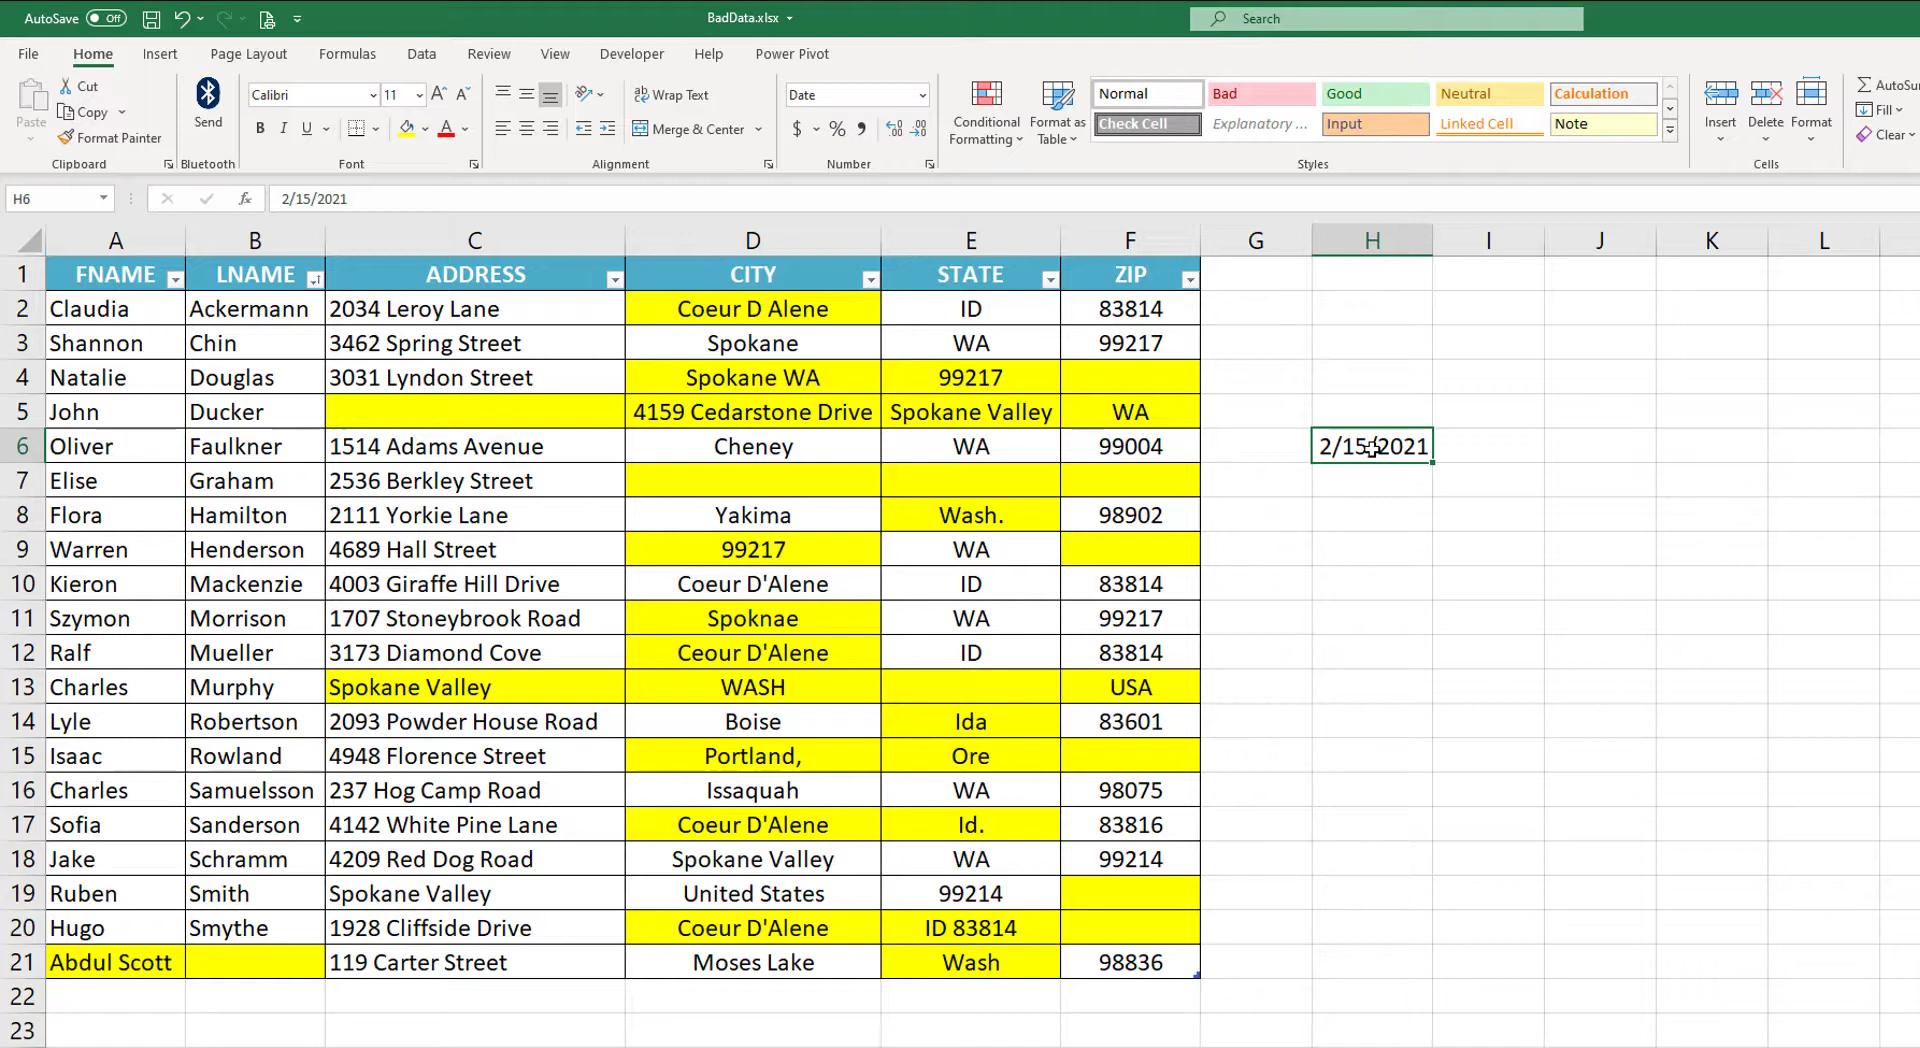 AutoSave Off BadData.xlsx Search
File Home Insert Page Layout Formulas Data Review View Developer Help Power Pivot
Paste Cut Copy Format Painter Clipboard
Send Bluetooth
Calibri 11 B I U A A A Font
Wrap Text Merge & Center Alignment
Date $ % Number
Conditional Formatting Format as Table
Normal Bad Good Neutral Calculation
Check Cell Explanatory ... Input Linked Cell Note
Styles
Insert Delete Format Cells
AutoSu
Fill
Clear
H6 fx 2/15/2021
A B C D E F G H I J K L
1 FNAME LNAME ADDRESS CITY STATE ZIP
2 Claudia Ackermann 2034 Leroy Lane Coeur D Alene ID 83814
3 Shannon Chin 3462 Spring Street Spokane WA 99217
4 Natalie Douglas 3031 Lyndon Street Spokane WA 99217
5 John Ducker 4159 Cedarstone Drive Spokane Valley WA
6 Oliver Faulkner 1514 Adams Avenue Cheney WA 99004 2/15/2021
7 Elise Graham 2536 Berkley Street
8 Flora Hamilton 2111 Yorkie Lane Yakima Wash. 98902
9 Warren Henderson 4689 Hall Street 99217 WA
10 Kieron Mackenzie 4003 Giraffe Hill Drive Coeur D'Alene ID 83814
11 Szymon Morrison 1707 Stoneybrook Road Spoknae WA 99217
12 Ralf Mueller 3173 Diamond Cove Ceour D'Alene ID 83814
13 Charles Murphy Spokane Valley WASH USA
14 Lyle Robertson 2093 Powder House Road Boise Ida 83601
15 Isaac Rowland 4948 Florence Street Portland, Ore
16 Charles Samuelsson 237 Hog Camp Road Issaquah WA 98075
17 Sofia Sanderson 4142 White Pine Lane Coeur D'Alene Id. 83816
18 Jake Schramm 4209 Red Dog Road Spokane Valley WA 99214
19 Ruben Smith Spokane Valley United States 99214
20 Hugo Smythe 1928 Cliffside Drive Coeur D'Alene ID 83814
21 Abdul Scott 119 Carter Street Moses Lake Wash 98836
22
23